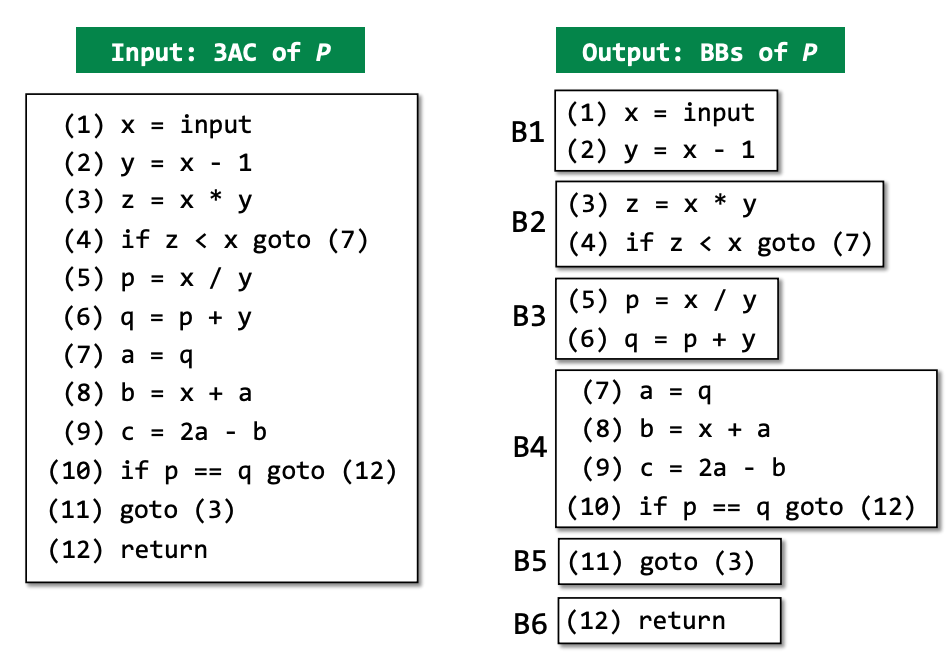 Input: 3AC of P
(1) x = input
(2) y = x - 1
(3) z = x * y
(4) if z < x goto (7)
(5) p = x / y
(6) q = p + y
(7) a = q
(8) b = x + a
(9) c = 2a - b
(10) if p == q goto (12)
(11) goto (3)
(12) return
Output: BBs of P
B1
(1) x = input
(2) y = x - 1
B2
(3) z = x * y
(4) if z < x goto (7)
B3
(5) p = x / y
(6) q = p + y
B4
(7) a = q
(8) b = x + a
(9) c = 2a - b
(10) if p == q goto (12)
B5
(11) goto (3)
B6
(12) return